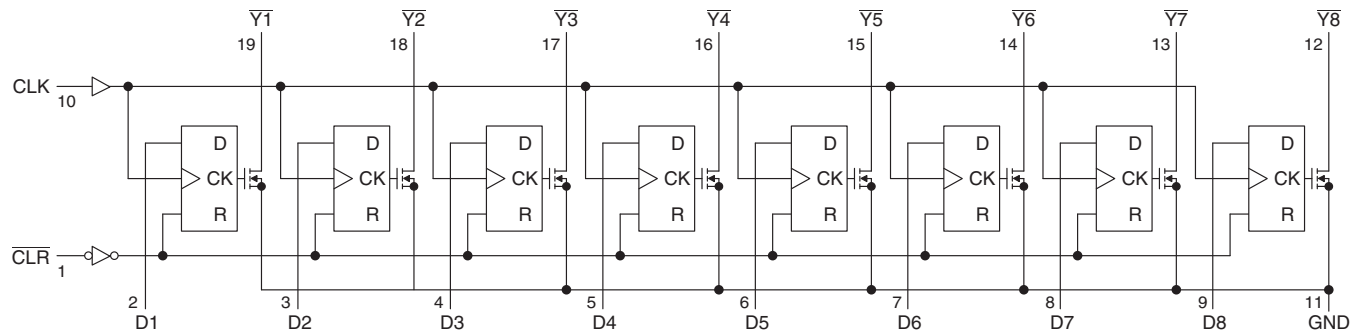 Y1 Y2 Y3 Y4 Y5 Y6 Y7 Y8
19 18 17 16 15 14 13 12
CLK
10
D D D D D D D D
CK CK CK CK CK CK CK CK
R R R R R R R R
CLR
1
2 3 4 5 6 7 8 9 11
D1 D2 D3 D4 D5 D6 D7 D8 GND